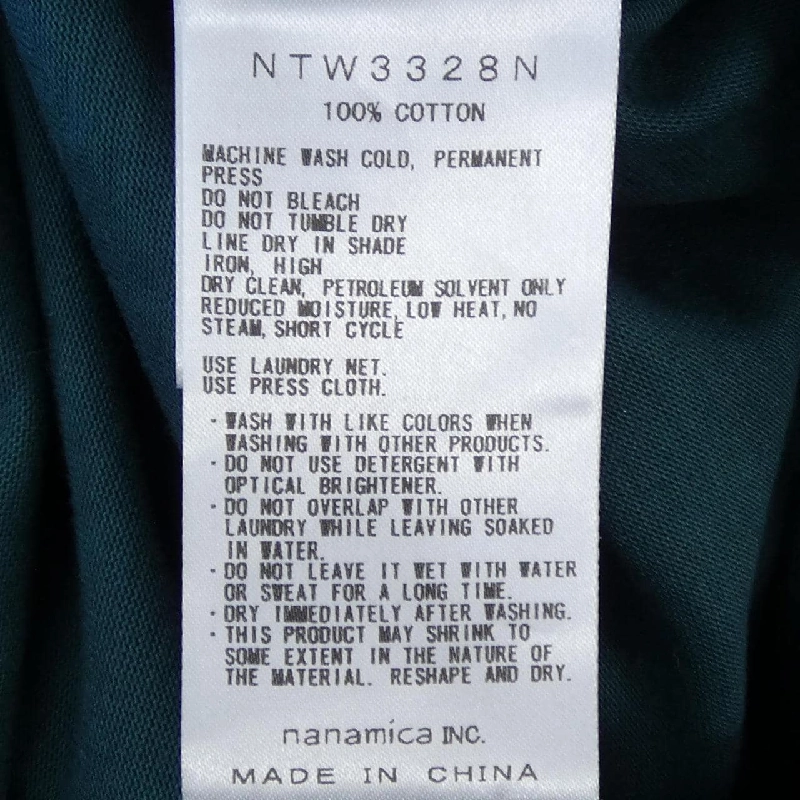 NTW3328N
100% COTTON
MACHINE WASH COLD, PERMANENT
PRESS
DO NOT BLEACH
DO NOT TUMBLE DRY
LINE DRY IN SHADE
IRON, HIGH
DRY CLEAN, PETROLEUM SOLVENT ONLY
REDUCED MOISTURE, LOW HEAT, NO
STEAM, SHORT CYCLE
USE LAUNDRY NET.
USE PRESS CLOTH.
・WASH WITH LIKE COLORS WHEN
WASHING WITH OTHER PRODUCTS.
・DO NOT USE DETERGENT WITH
OPTICAL BRIGHTENER.
・DO NOT OVERLAP WITH OTHER
LAUNDRY WHILE LEAVING SOAKED
IN WATER.
・DO NOT LEAVE IT WET WITH WATER
OR SWEAT FOR A LONG TIME.
・DRY IMMEDIATELY AFTER WASHING.
・THIS PRODUCT MAY SHRINK TO
SOME EXTENT IN THE NATURE OF
THE MATERIAL. RESHAPE AND DRY.
nanamica INC.
MADE IN CHINA